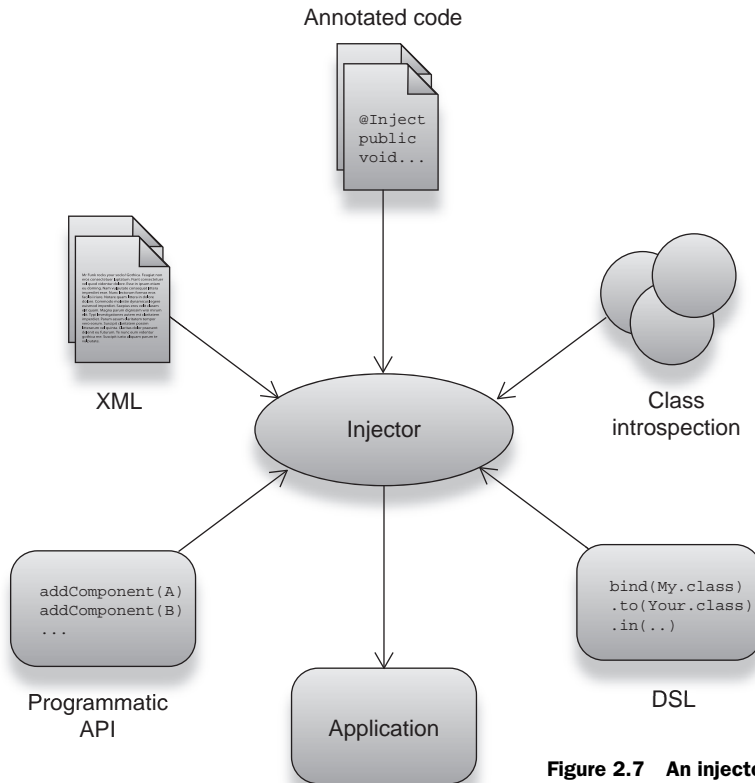 Annotated code
@Inject
public
void...
XML
Class
introspection
Injector
addComponent(A)
addComponent(B)
...
Programmatic
API
bind(My.class)
.to(Your.class)
.in(..)
DSL
Application
Figure 2.7 An